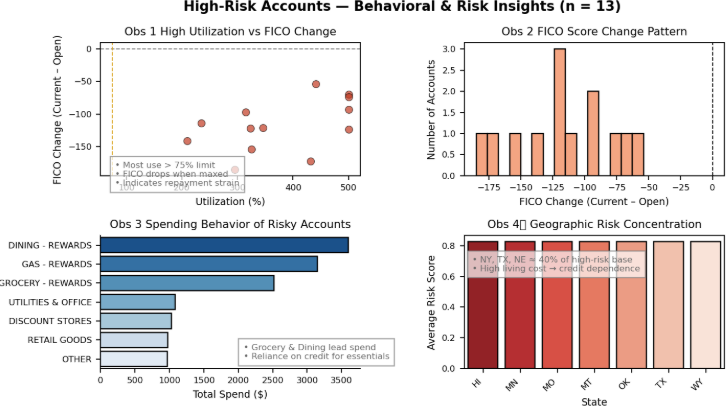 High-Risk Accounts — Behavioral & Risk Insights (n = 13)
Obs 1 High Utilization vs FICO Change
FICO Change (Current – Open)
0
−50
−100
−150
• Most use > 75% limit
• FICO drops when maxed
• Indicates repayment strain
100
200
300
400
500
Utilization (%)
Obs 2 FICO Score Change Pattern
Number of Accounts
3.0
2.5
2.0
1.5
1.0
0.5
0.0
−175
−150
−125
−100
−75
−50
−25
0
FICO Change (Current – Open)
Obs 3 Spending Behavior of Risky Accounts
DINING - REWARDS
GAS - REWARDS
GROCERY - REWARDS
UTILITIES & OFFICE
DISCOUNT STORES
RETAIL GOODS
OTHER
• Grocery & Dining lead spend
• Reliance on credit for essentials
0
500
1000
1500
2000
2500
3000
3500
Total Spend ($)
Obs 4▯ Geographic Risk Concentration
Average Risk Score
0.8
0.6
0.4
0.2
0.0
• NY, TX, NE ≈ 40% of high-risk base
• High living cost → credit dependence
HI
MN
MO
MT
OK
TX
WY
State